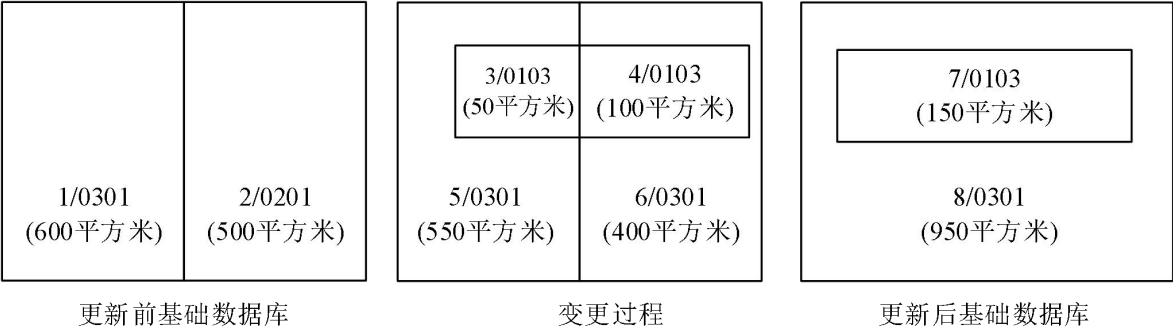 1/0301
(600平方米)
2/0201
(500平方米)
更新前基础数据库
3/0103
(50平方米)
4/0103
(100平方米)
5/0301
(550平方米)
6/0301
(400平方米)
变更过程
7/0103
(150平方米)
8/0301
(950平方米)
更新后基础数据库